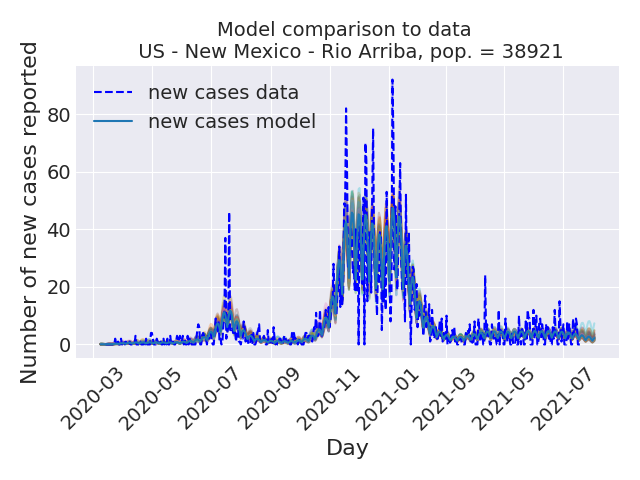 Model comparison to data
US - New Mexico - Rio Arriba, pop. = 38921
Number of new cases reported
new cases data
new cases model
80
60
40
20
0
2020-03
2020-05
2020-07
2020-09
2020-11
2021-01
2021-03
2021-05
2021-07
Day